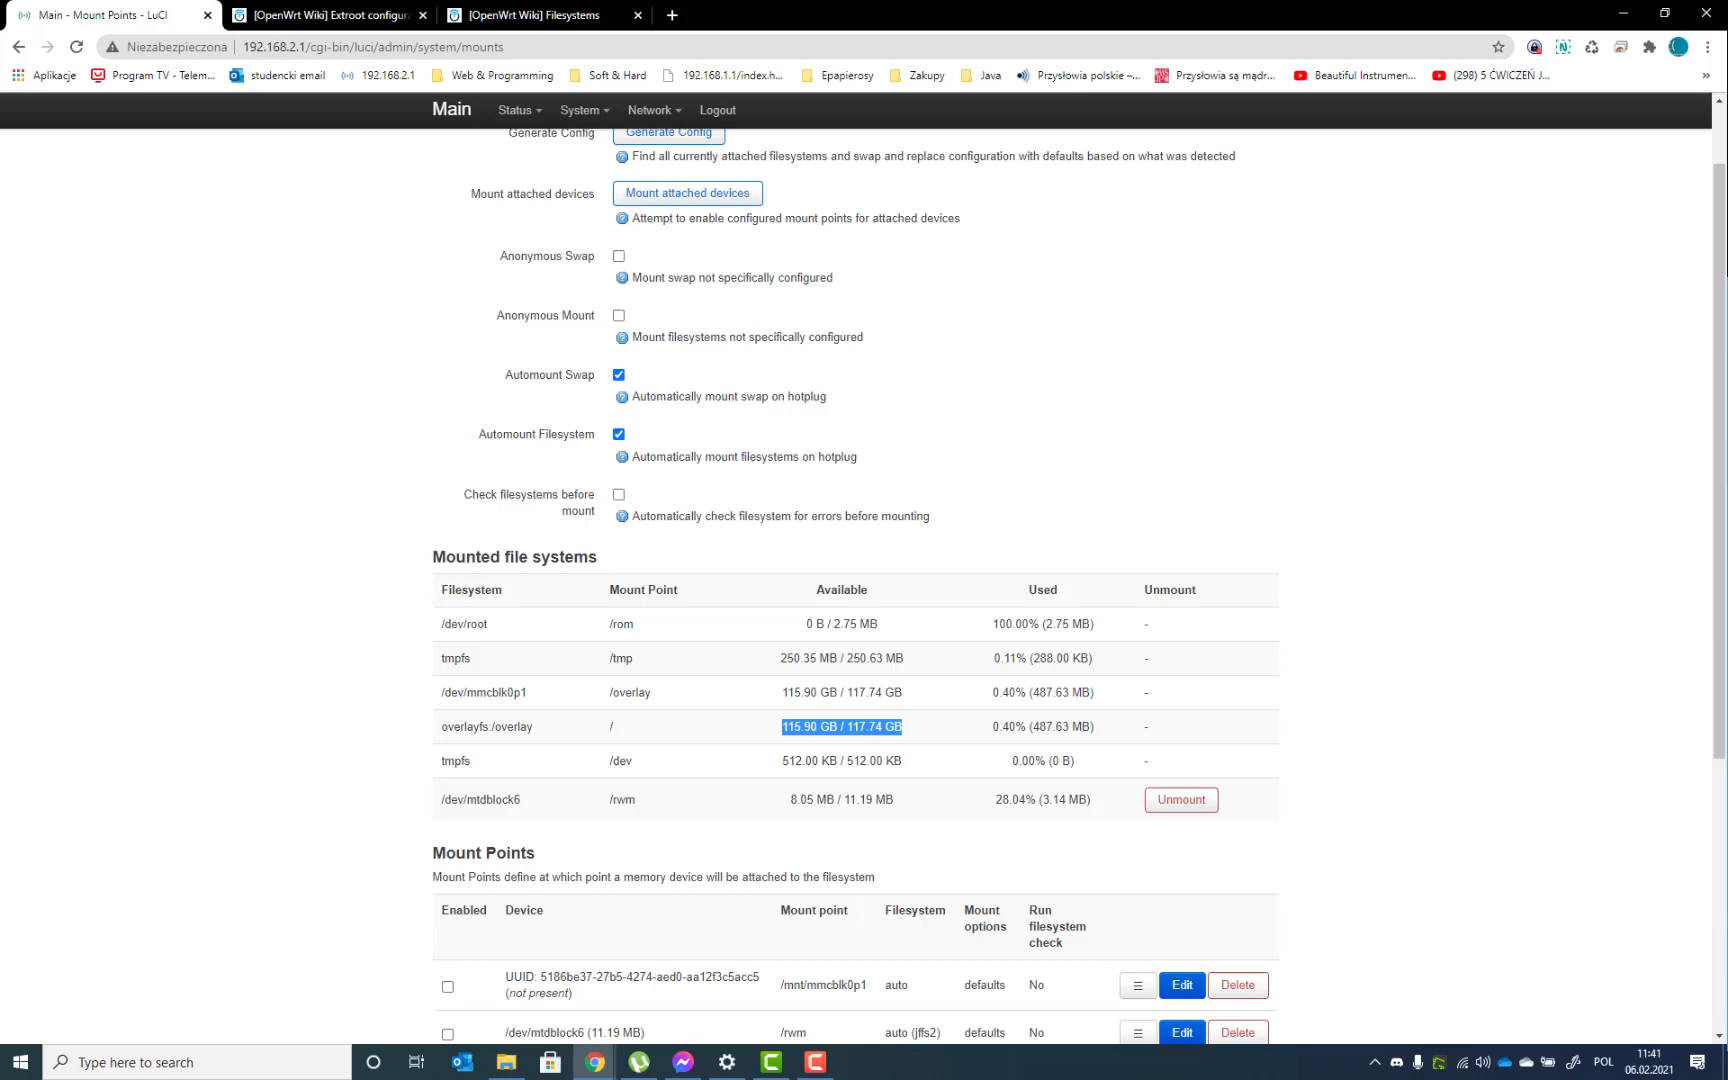 Main - Mount Points - LuCI
[OpenWrt Wiki] Extroot configur
[OpenWrt Wiki] Filesystems
Niezabezpieczona
192.168.2.1/cgi-bin/luci/admin/system/mounts
Aplikacje
Program TV - Telem...
studencki email
192.168.2.1
Web & Programming
Soft & Hard
192.168.1.1/index.h...
Epapierosy
Zakupy
Java
Przysłowia polskie –...
Przysłowia są mądr...
Beautiful Instrumen...
(298) 5 ĆWICZEŃ J...
»
Main
Status
System
Network
Logout
Generate Config
Generate Config
Find all currently attached filesystems and swap and replace configuration with defaults based on what was detected
Mount attached devices
Mount attached devices
Attempt to enable configured mount points for attached devices
Anonymous Swap
Mount swap not specifically configured
Anonymous Mount
Mount filesystems not specifically configured
Automount Swap
Automatically mount swap on hotplug
Automount Filesystem
Automatically mount filesystems on hotplug
Check filesystems before
mount
Automatically check filesystem for errors before mounting
Mounted file systems
Filesystem Mount Point Available Used Unmount
/dev/root /rom 0 B / 2.75 MB 100.00% (2.75 MB) -
tmpfs /tmp 250.35 MB / 250.63 MB 0.11% (288.00 KB) -
/dev/mmcblk0p1 /overlay 115.90 GB / 117.74 GB 0.40% (487.63 MB) -
overlayfs:/overlay / 115.90 GB / 117.74 GB 0.40% (487.63 MB) -
tmpfs /dev 512.00 KB / 512.00 KB 0.00% (0 B) -
/dev/mtdblock6 /rwm 8.05 MB / 11.19 MB 28.04% (3.14 MB) Unmount
Mount Points
Mount Points define at which point a memory device will be attached to the filesystem
Enabled Device Mount point Filesystem Mount options Run filesystem check
UUID: 5186be37-27b5-4274-aed0-aa12f3c5acc5
(not present)
/mnt/mmcblk0p1 auto defaults No ☰ Edit Delete
/dev/mtdblock6 (11.19 MB) /rwm auto (jffs2) defaults No ☰ Edit Delete
Type here to search
POL
11:41
06.02.2021